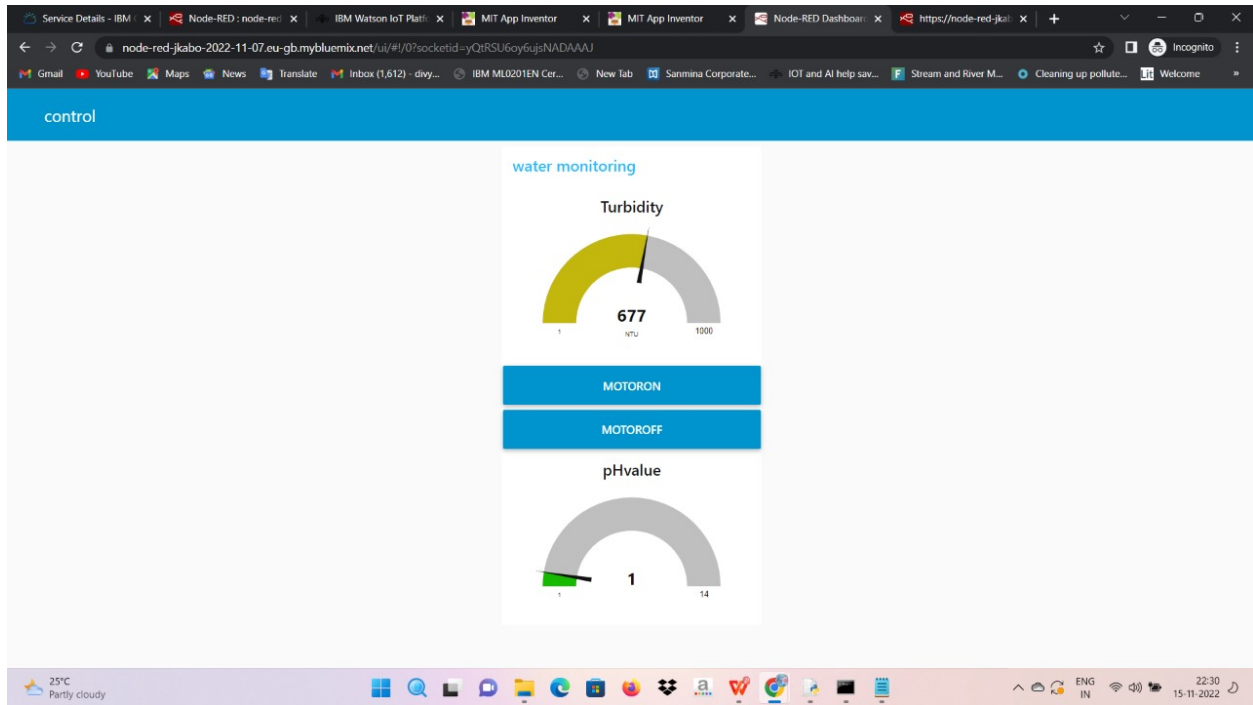 Service Details - IBM C
Node-RED : node-red
IBM Watson IoT Platfo
MIT App Inventor
MIT App Inventor
Node-RED Dashboard
https://node-red-jkab
node-red-jkabo-2022-11-07.eu-gb.mybluemix.net/ui/#!/0?socketid=yQtRSU6oy6ujsNADAAAJ
Incognito
Gmail
YouTube
Maps
News
Translate
Inbox (1,612) - divy...
IBM ML0201EN Cer...
New Tab
Sanmina Corporate...
IOT and AI help sav...
Stream and River M...
Cleaning up pollute...
Lit Welcome
control
water monitoring
Turbidity
677
1
NTU
1000
MOTORON
MOTOROFF
pHvalue
1
1
14
25°C
Partly cloudy
a
ENG
IN
22:30
15-11-2022